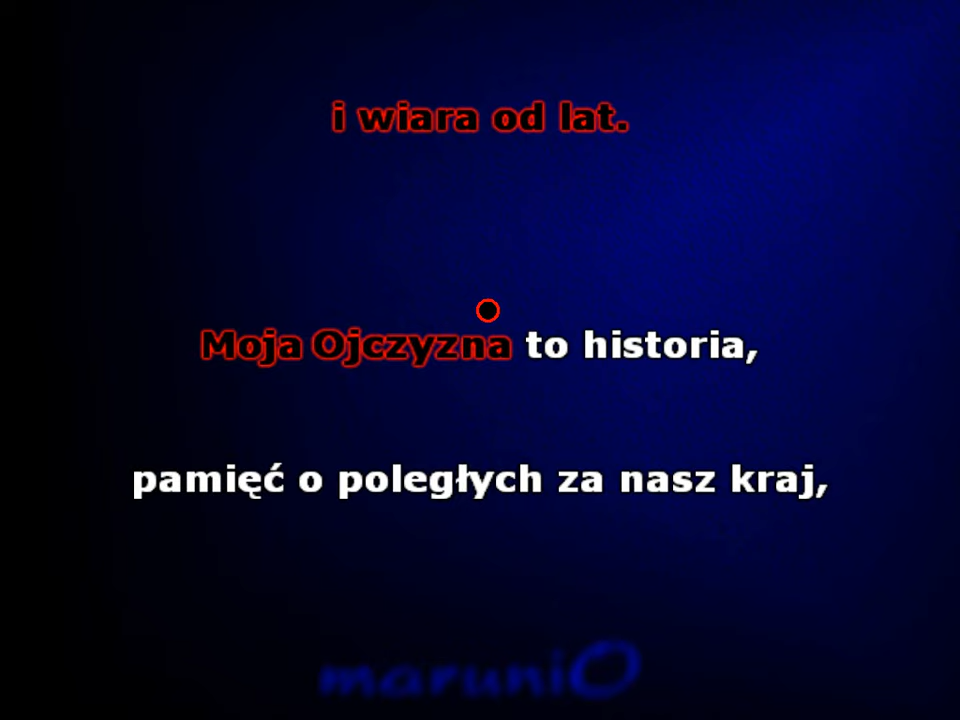 i wiara od lat.
Moja Ojczyzna to historia,
pamięć o poległych za nasz kraj,
maruniO